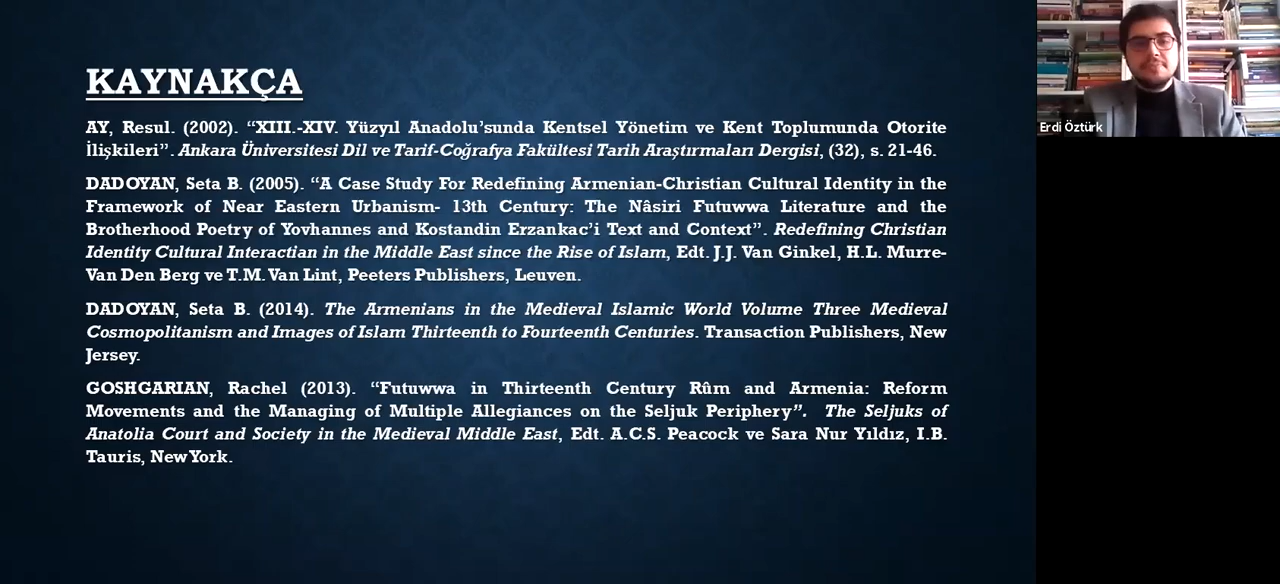 KAYNAKÇA
AY, Resul. (2002). “XIII.-XIV. Yüzyıl Anadolu’sunda Kentsel Yönetim ve Kent Toplumunda Otorite
İlişkileri”. Ankara Üniversitesi Dil ve Tarif-Coğrafya Fakültesi Tarih Araştırmaları Dergisi, (32), s. 21-46.
DADOYAN, Seta B. (2005). “A Case Study For Redefining Armenian-Christian Cultural Identity in the
Framework of Near Eastern Urbanism- 13th Century: The Nâsiri Futuwwa Literature and the
Brotherhood Poetry of Yovhannes and Kostandin Erzankac’i Text and Context”. Redefining Christian
Identity Cultural Interactian in the Middle East since the Rise of Islam, Edt. J.J. Van Ginkel, H.L. Murre-
Van Den Berg ve T.M. Van Lint, Peeters Publishers, Leuven.
DADOYAN, Seta B. (2014). The Armenians in the Medieval Islamic World Volume Three Medieval
Cosmopolitanism and Images of Islam Thirteenth to Fourteenth Centuries. Transaction Publishers, New
Jersey.
GOSHGARIAN, Rachel (2013). “Futuwwa in Thirteenth Century Rûm and Armenia: Reform
Movements and the Managing of Multiple Allegiances on the Seljuk Periphery”. The Seljuks of
Anatolia Court and Society in the Medieval Middle East, Edt. A.C.S. Peacock ve Sara Nur Yıldız, I.B.
Tauris, New York.
Erdi Öztürk